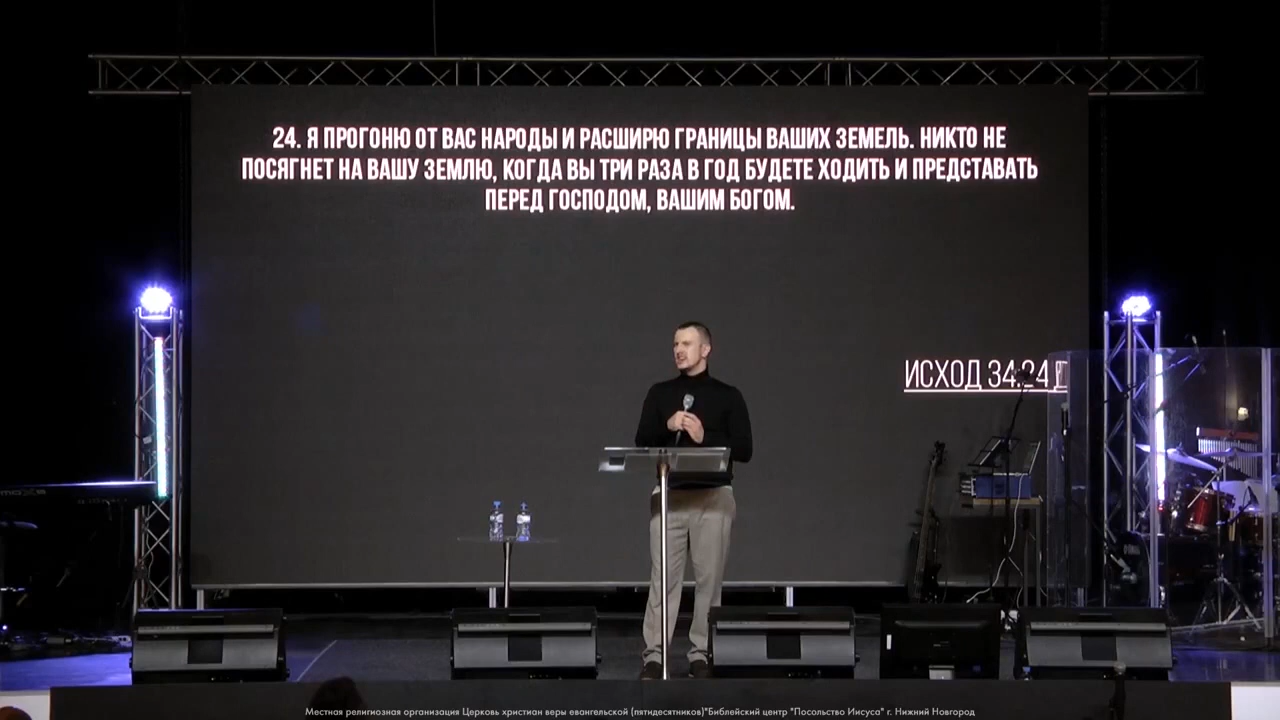 24. Я ПРОГОНЮ ОТ ВАС НАРОДЫ И РАСШИРЮ ГРАНИЦЫ ВАШИХ ЗЕМЕЛЬ. НИКТО НЕ
ПОСЯГНЕТ НА ВАШУ ЗЕМЛЮ, КОГДА ВЫ ТРИ РАЗА В ГОД БУДЕТЕ ХОДИТЬ И ПРЕДСТАВАТЬ
ПЕРЕД ГОСПОДОМ, ВАШИМ БОГОМ.
ИСХОД 34:24
Местная религиозная организация Церковь христиан веры евангельской (пятидесятников)"Библейский центр "Посольство Иисуса" г. Нижний Новгород